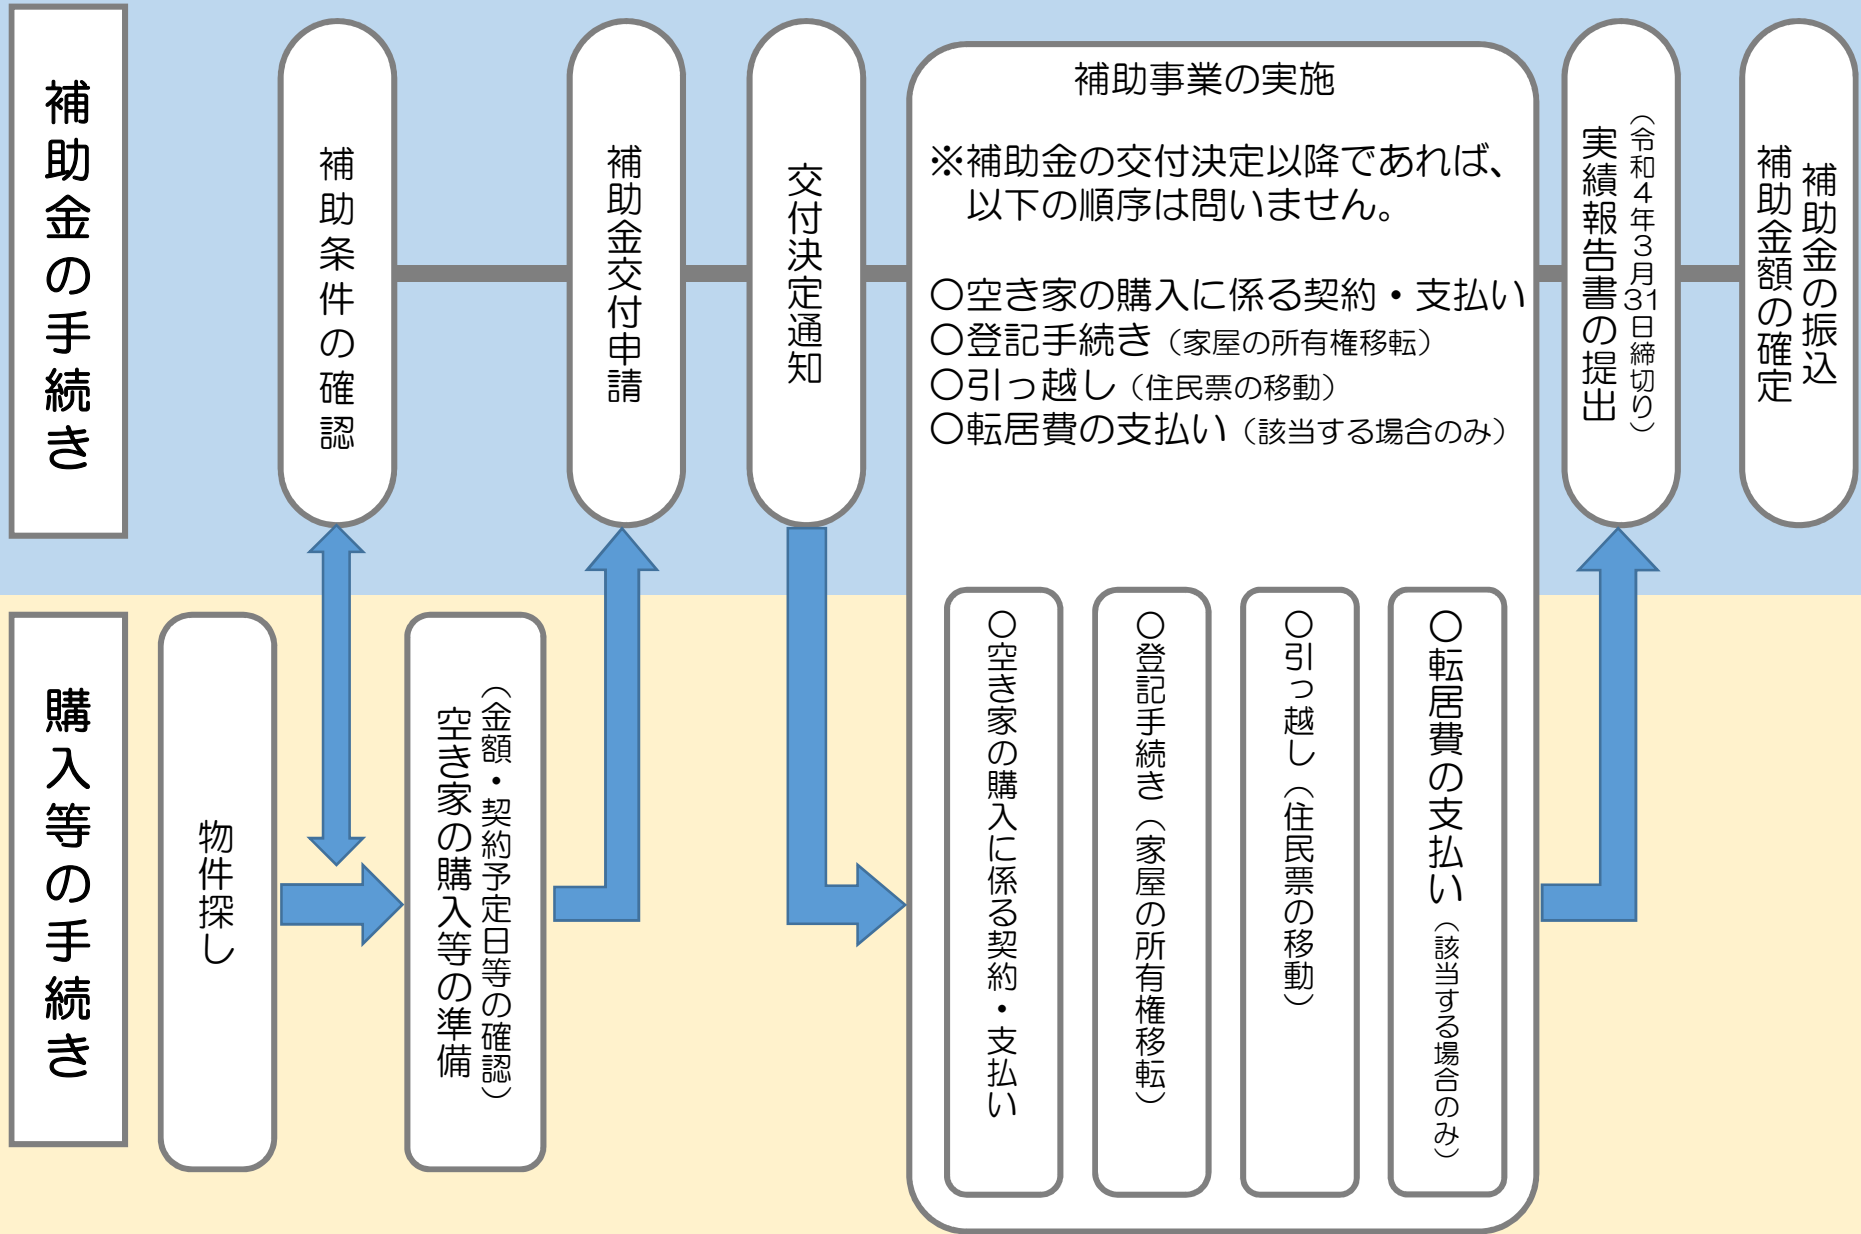 補助金の手続き
補助条件の確認
補助金交付申請
交付決定通知
補助事業の実施
※補助金の交付決定以降であれば、
以下の順序は問いません。
○空き家の購入に係る契約・支払い
○登記手続き（家屋の所有権移転）
○引っ越し（住民票の移動）
○転居費の支払い（該当する場合のみ）
（令和４年３月31日締切り）
実績報告書の提出
補助金の振込
補助金額の確定
購入等の手続き
物件探し
（金額・契約予定日等の確認）
空き家の購入等の準備
○空き家の購入に係る契約・支払い
○登記手続き（家屋の所有権移転）
○引っ越し（住民票の移動）
○転居費の支払い（該当する場合のみ）